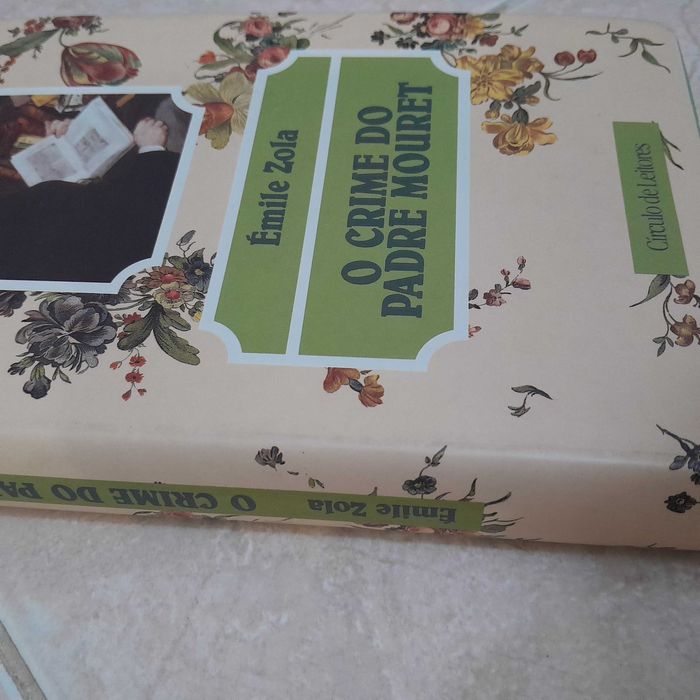 Émile Zola
O CRIME DO
PADRE MOURET
Círculo de Leitores
Émile Zola O CRIME DO PA